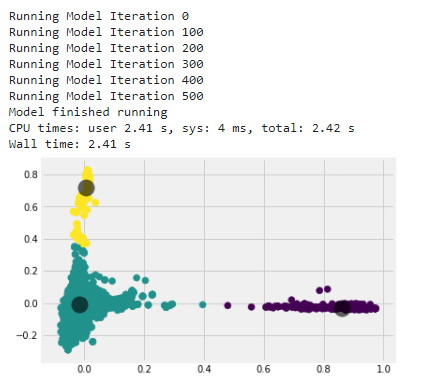 Running Model Iteration 0
Running Model Iteration 100
Running Model Iteration 200
Running Model Iteration 300
Running Model Iteration 400
Running Model Iteration 500
Model finished running
CPU times: user 2.41 s, sys: 4 ms, total: 2.42 s
Wall time: 2.41 s
0.8
0.6
0.4
0.2
0.0
−0.2
0.0 0.2 0.4 0.6 0.8 1.0